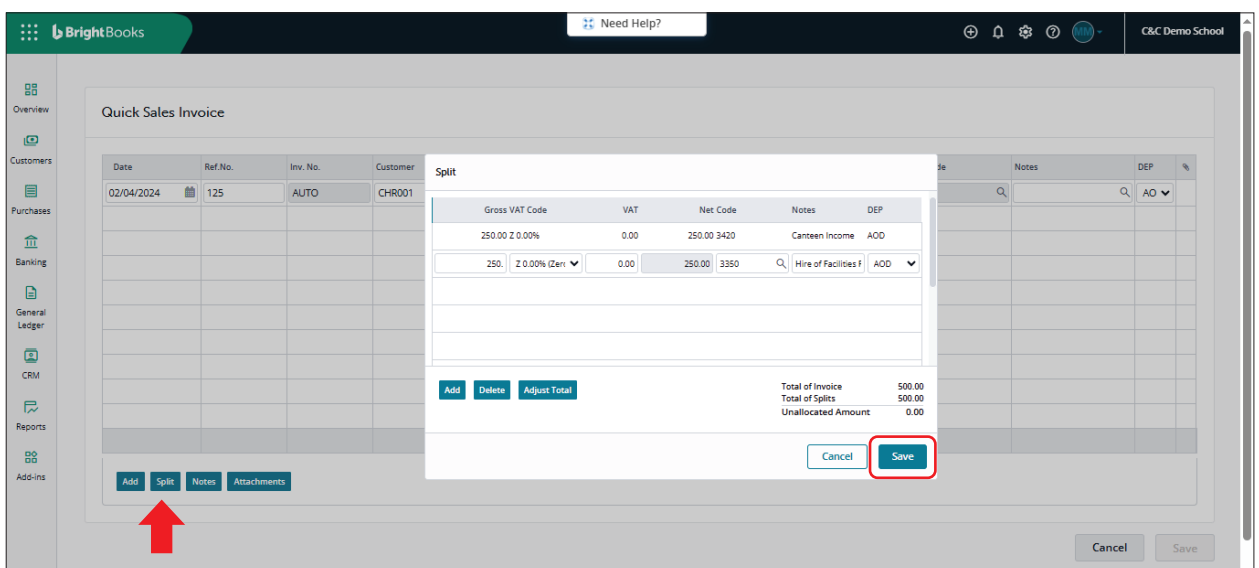 Need Help?
BrightBooks
MM
C&C Demo School
Overview
Customers
Purchases
Banking
General
Ledger
CRM
Reports
Add-ins
Quick Sales Invoice
Date Ref.No. Inv. No. Customer de Notes DEP
02/04/2024 125 AUTO CHR001 AO
Split
Gross VAT Code VAT Net Code Notes DEP
250.00 Z 0.00% 0.00 250.00 3420 Canteen Income AOD
250. Z 0.00% (Zer 0.00 250.00 3350 Hire of Facilities F AOD
Add Delete Adjust Total
Total of Invoice 500.00
Total of Splits 500.00
Unallocated Amount 0.00
Cancel Save
Add Split Notes Attachments
Cancel Save